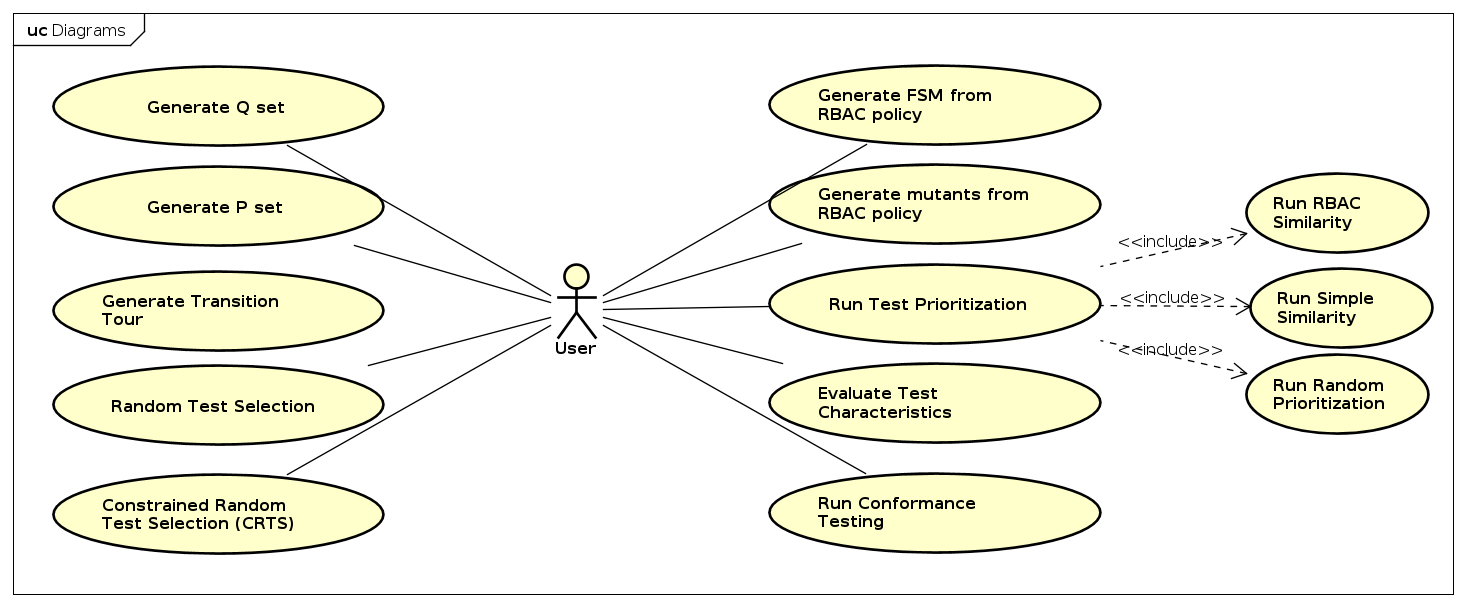 uc Diagrams
Generate Q set
Generate P set
Generate Transition
Tour
Random Test Selection
Constrained Random
Test Selection (CRTS)
User
Generate FSM from
RBAC policy
Generate mutants from
RBAC policy
Run Test Prioritization
Evaluate Test
Characteristics
Run Conformance
Testing
<<include>>
<<include>>
<<include>>
Run RBAC
Similarity
Run Simple
Similarity
Run Random
Prioritization